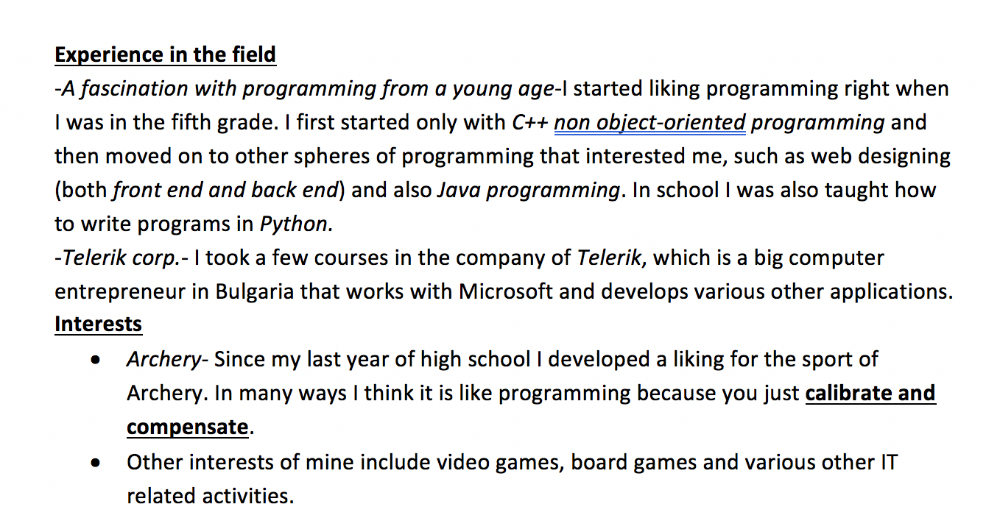 Experience in the field
-A fascination with programming from a young age-I started liking programming right when
I was in the fifth grade. I first started only with C++ non object-oriented programming and
then moved on to other spheres of programming that interested me, such as web designing
(both front end and back end) and also Java programming. In school I was also taught how
to write programs in Python.
-Telerik corp.- I took a few courses in the company of Telerik, which is a big computer
entrepreneur in Bulgaria that works with Microsoft and develops various other applications.
Interests
• Archery- Since my last year of high school I developed a liking for the sport of
Archery. In many ways I think it is like programming because you just calibrate and
compensate.
• Other interests of mine include video games, board games and various other IT
related activities.